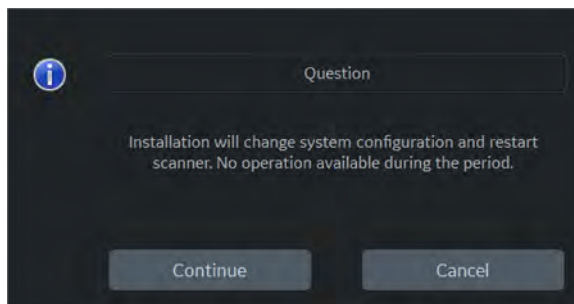 Question
Installation will change system configuration and restart
scanner. No operation available during the period.
Continue
Cancel